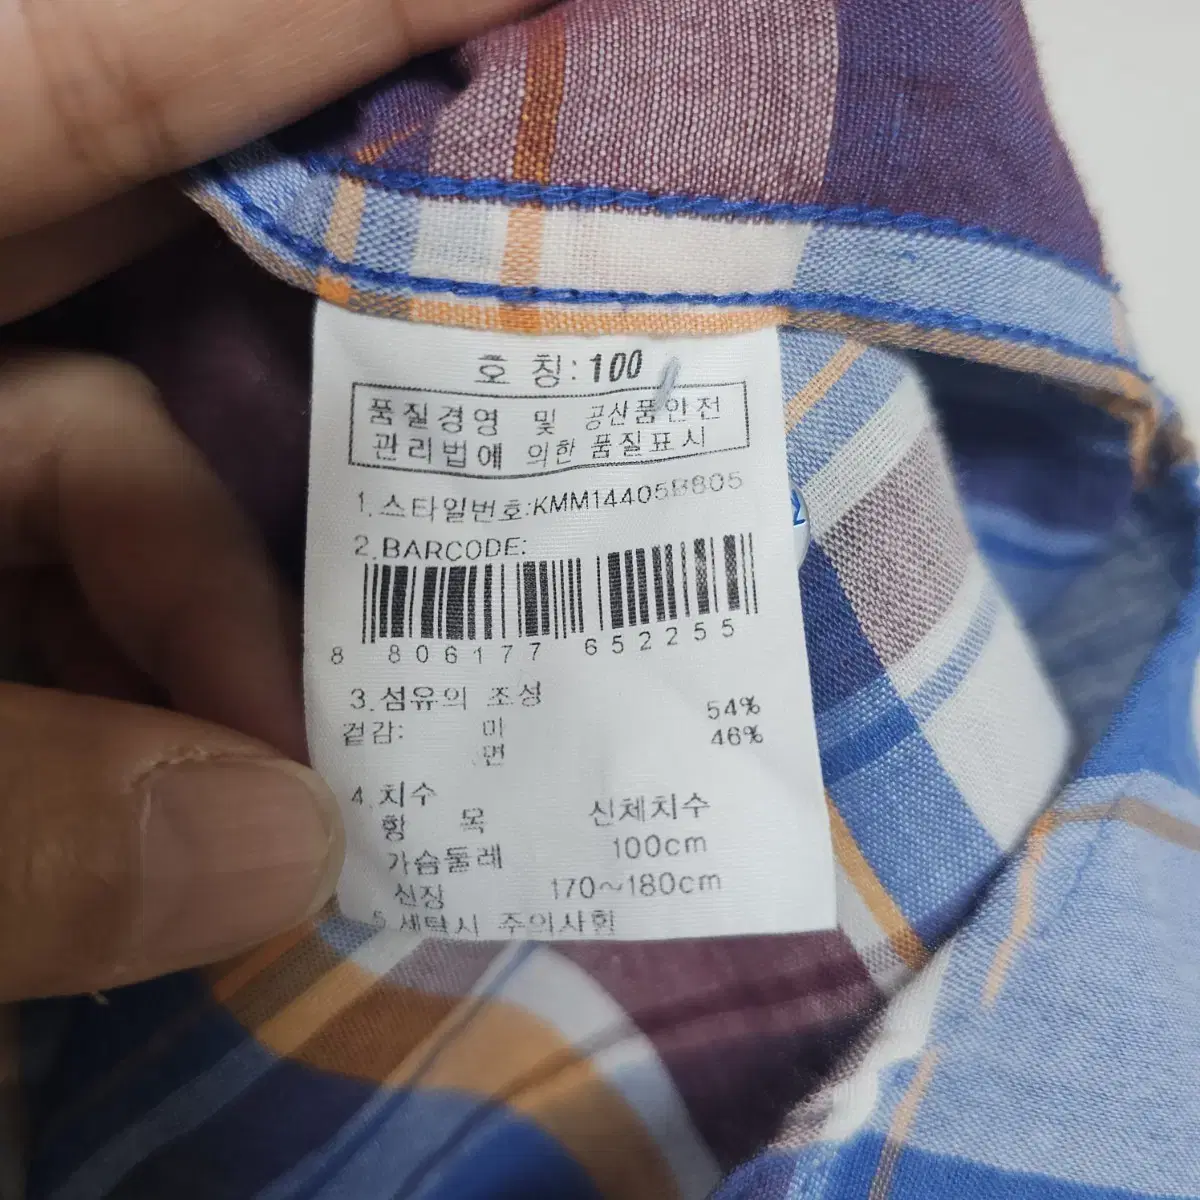 호 칭: 100
품질경영 및 공산품안전
관리법에 의한 품질표시
1. 스타일번호:KMM14405B805
2. BARCODE:
8 806177 652255
3. 섬유의 조성
겉감: 마 54%
면 46%
4. 치수
항 목 신체치수
가슴둘레 100cm
신장 170~180cm
5. 세탁시 주의사항